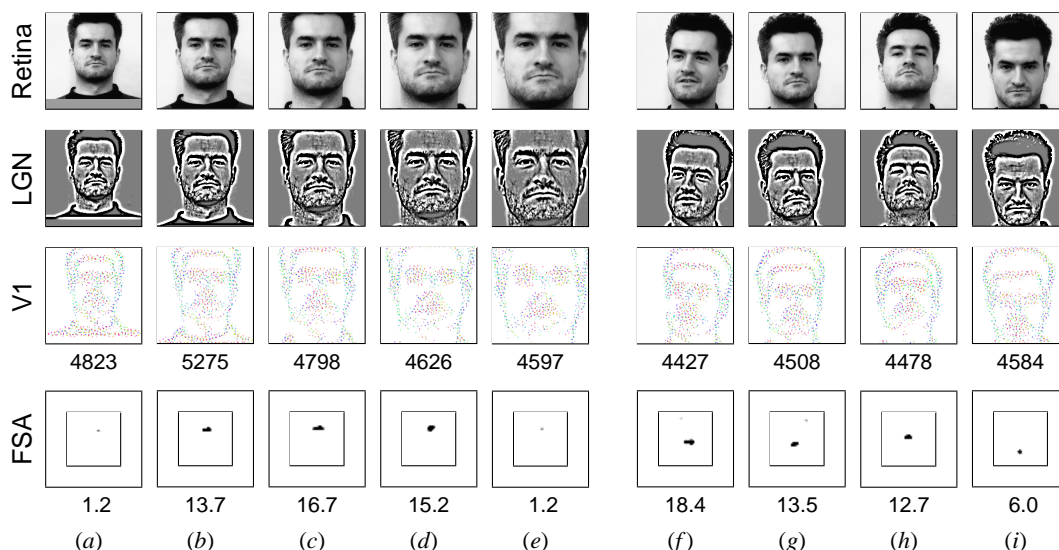 Retina
LGN
V1
4823 5275 4798 4626 4597 4427 4508 4478 4584
FSA
1.2 13.7 16.7 15.2 1.2 18.4 13.5 12.7 6.0
(a) (b) (c) (d) (e) (f) (g) (h) (i)